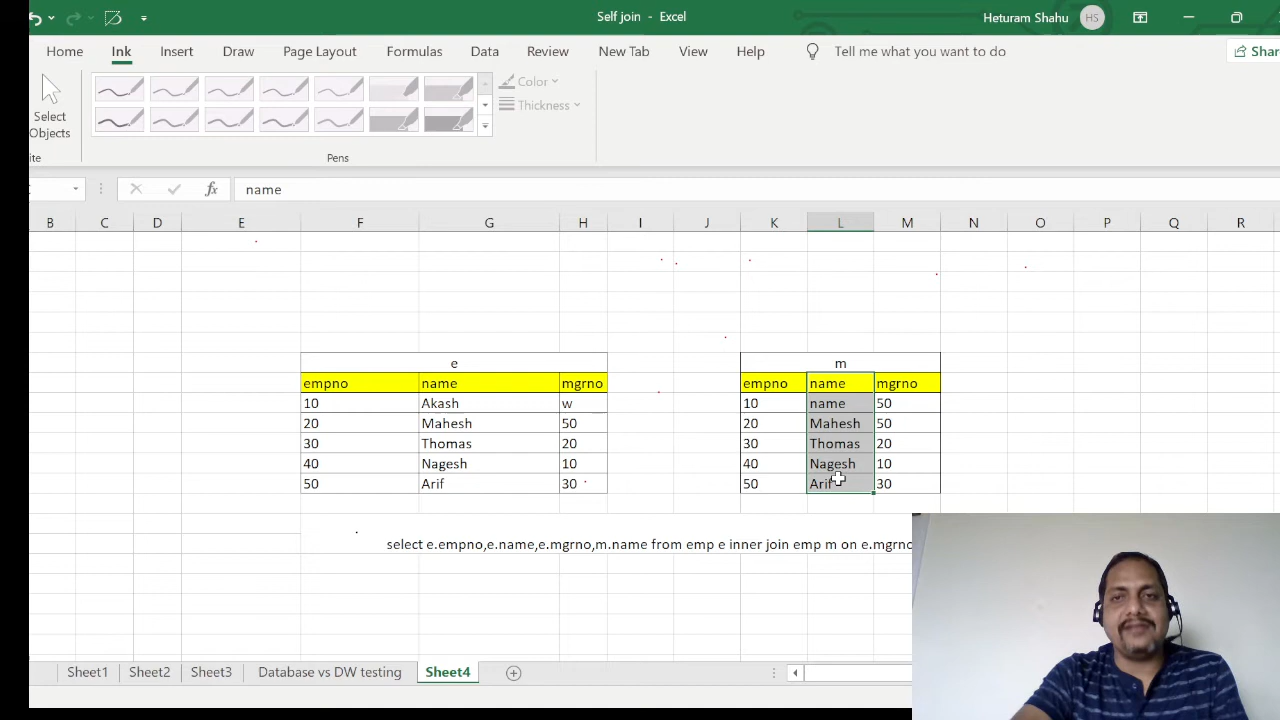 Self join - Excel
Heturam Shahu HS
Home Ink Insert Draw Page Layout Formulas Data Review New Tab View Help Tell me what you want to do Shar
Select
Objects
Color
Thickness
ite
Pens
fx name
B C D E F G H I J K L M N O P Q R
e
empno name mgrno
10 Akash w
20 Mahesh 50
30 Thomas 20
40 Nagesh 10
50 Arif 30
m
empno name mgrno
10 name 50
20 Mahesh 50
30 Thomas 20
40 Nagesh 10
50 Arif 30
select e.empno,e.name,e.mgrno,m.name from emp e inner join emp m on e.mgrno
Sheet1 Sheet2 Sheet3 Database vs DW testing Sheet4